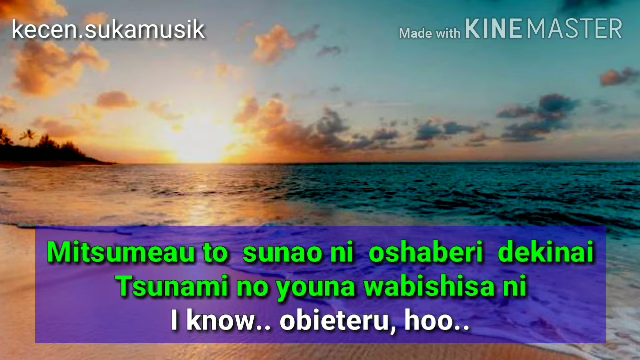 kecen.sukamusik
Made with KINEMASTER
Mitsumeau to sunao ni oshaberi dekinai
Tsunami no youna wabishisa ni
I know.. obieteru, hoo..